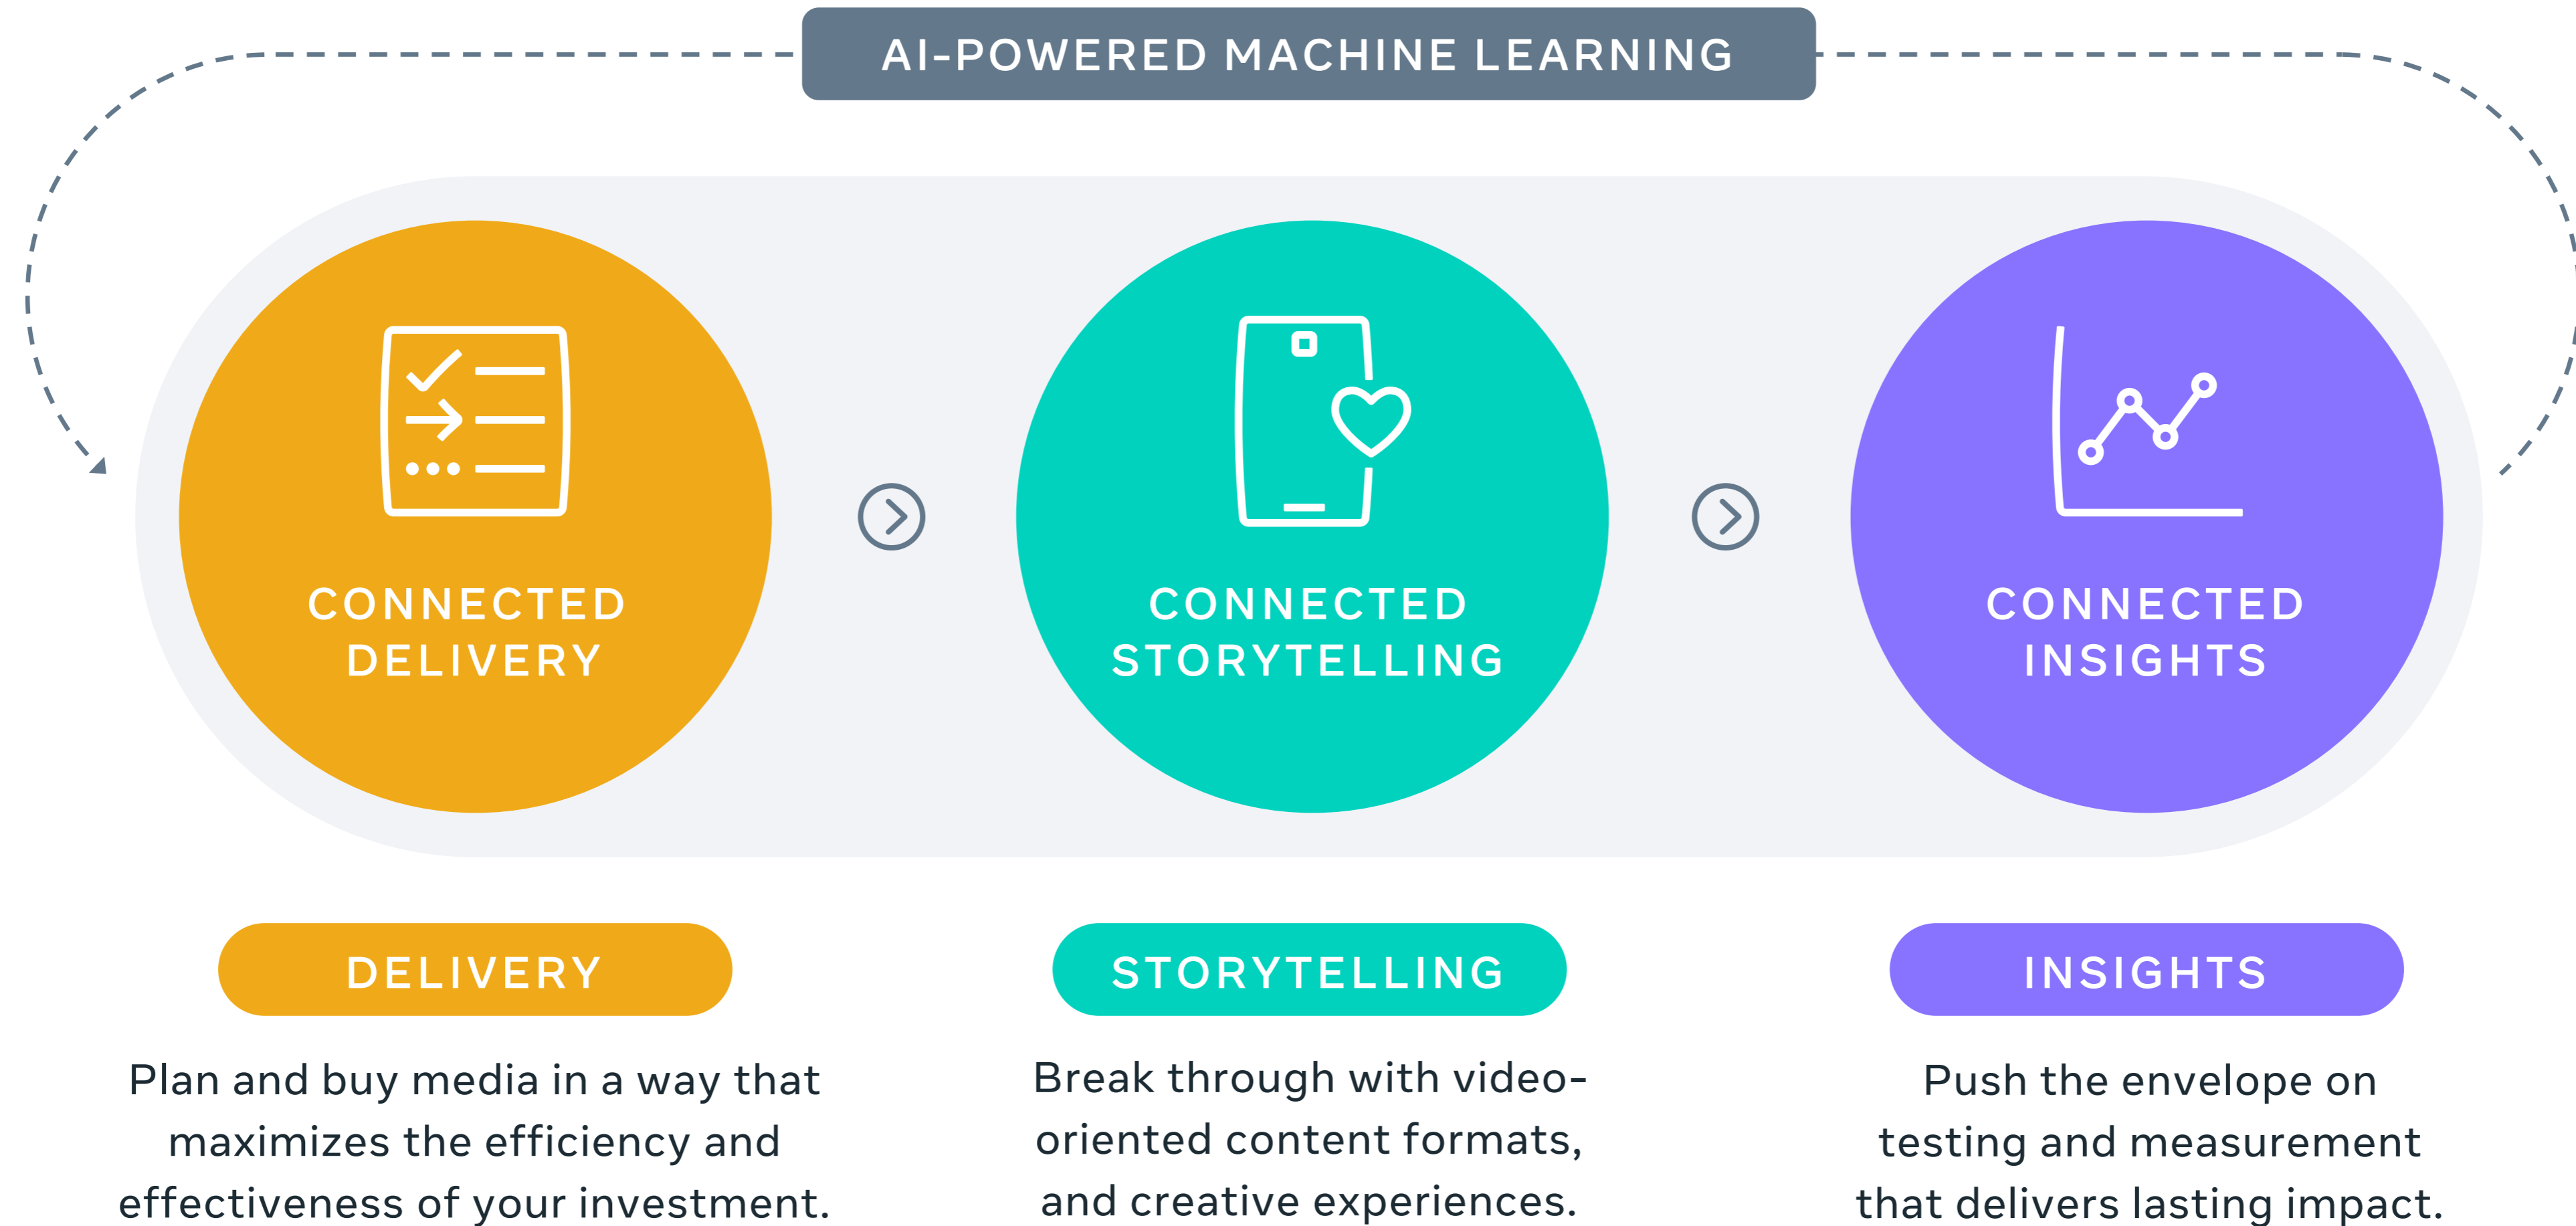 AI-POWERED MACHINE LEARNING
CONNECTED
DELIVERY
CONNECTED
STORYTELLING
CONNECTED
INSIGHTS
DELIVERY
Plan and buy media in a way that
maximizes the efficiency and
effectiveness of your investment.
STORYTELLING
Break through with video-
oriented content formats,
and creative experiences.
INSIGHTS
Push the envelope on
testing and measurement
that delivers lasting impact.